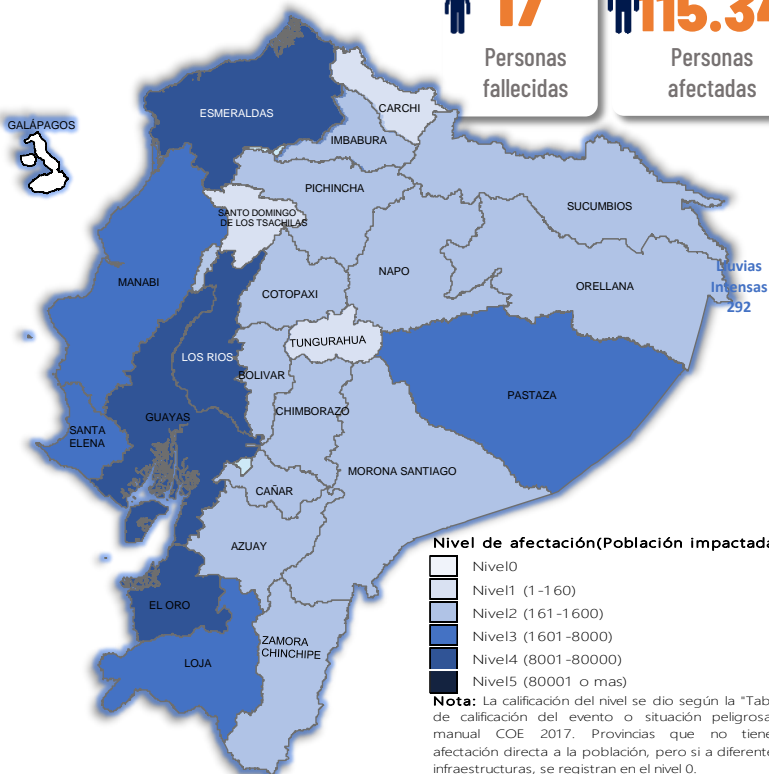 17
115.34
Personas
fallecidas
Personas
afectadas
CARCHI
ESMERALDAS
GALÁPAGOS
IMBABURA
PICHINCHA
SUCUMBIOS
SANTO DOMINGO
DE LOS TSACHILAS
NAPO
MANABI
ORELLANA
COTOPAXI
Lluvias
Intensas
292
TUNGURAHUA
LOS RIOS
BOLIVAR
PASTAZA
CHIMBORAZO
GUAYAS
SANTA
ELENA
MORONA SANTIAGO
CAÑAR
AZUAY
EL ORO
ZAMORA
CHINCHIPE
LOJA
Nivel de afectación(Población impactada
Nivel0
Nivel1 (1-160)
Nivel2 (161-1600)
Nivel3 (1601-8000)
Nivel4 (8001-80000)
Nivel5 (80001 o mas)
Nota: La calificación del nivel se dio según la "Tab
de calificación del evento o situación peligrosa
manual COE 2017. Provincias que no tiene
afectación directa a la población, pero si a diferente
infraestructuras, se registran en el nivel 0.